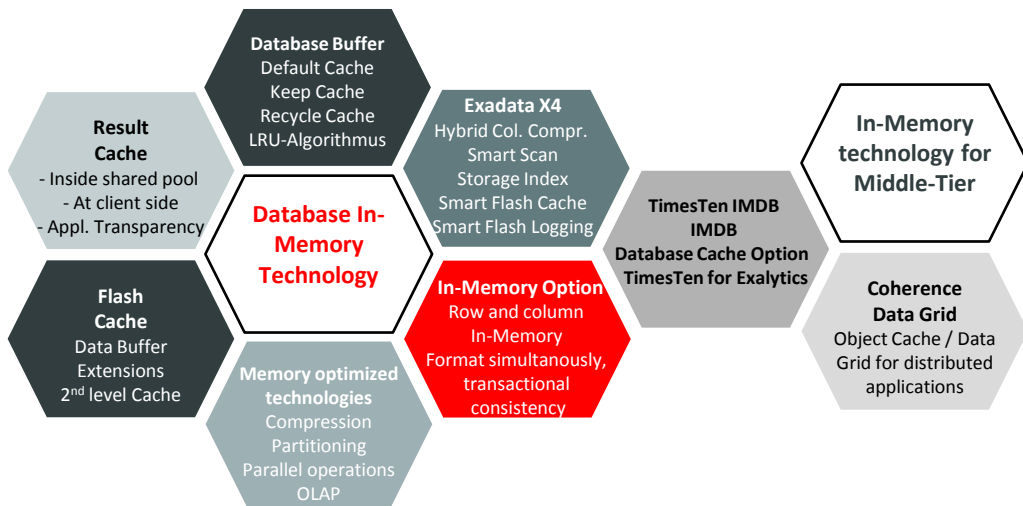 Database Buffer
Default Cache
Keep Cache
Recycle Cache
LRU-Algorithmus
Result
Cache
- Inside shared pool
- At client side
- Appl. Transparency
Exadata X4
Hybrid Col. Compr.
Smart Scan
Storage Index
Smart Flash Cache
Smart Flash Logging
In-Memory
technology for
Middle-Tier
Database In-
Memory
Technology
TimesTen IMDB
IMDB
Database Cache Option
TimesTen for Exalytics
Flash
Cache
Data Buffer
Extensions
2nd level Cache
In-Memory Option
Row and column
In-Memory
Format simultanously,
transactional
consistency
Coherence
Data Grid
Object Cache / Data
Grid for distributed
applications
Memory optimized
technologies
Compression
Partitioning
Parallel operations
OLAP